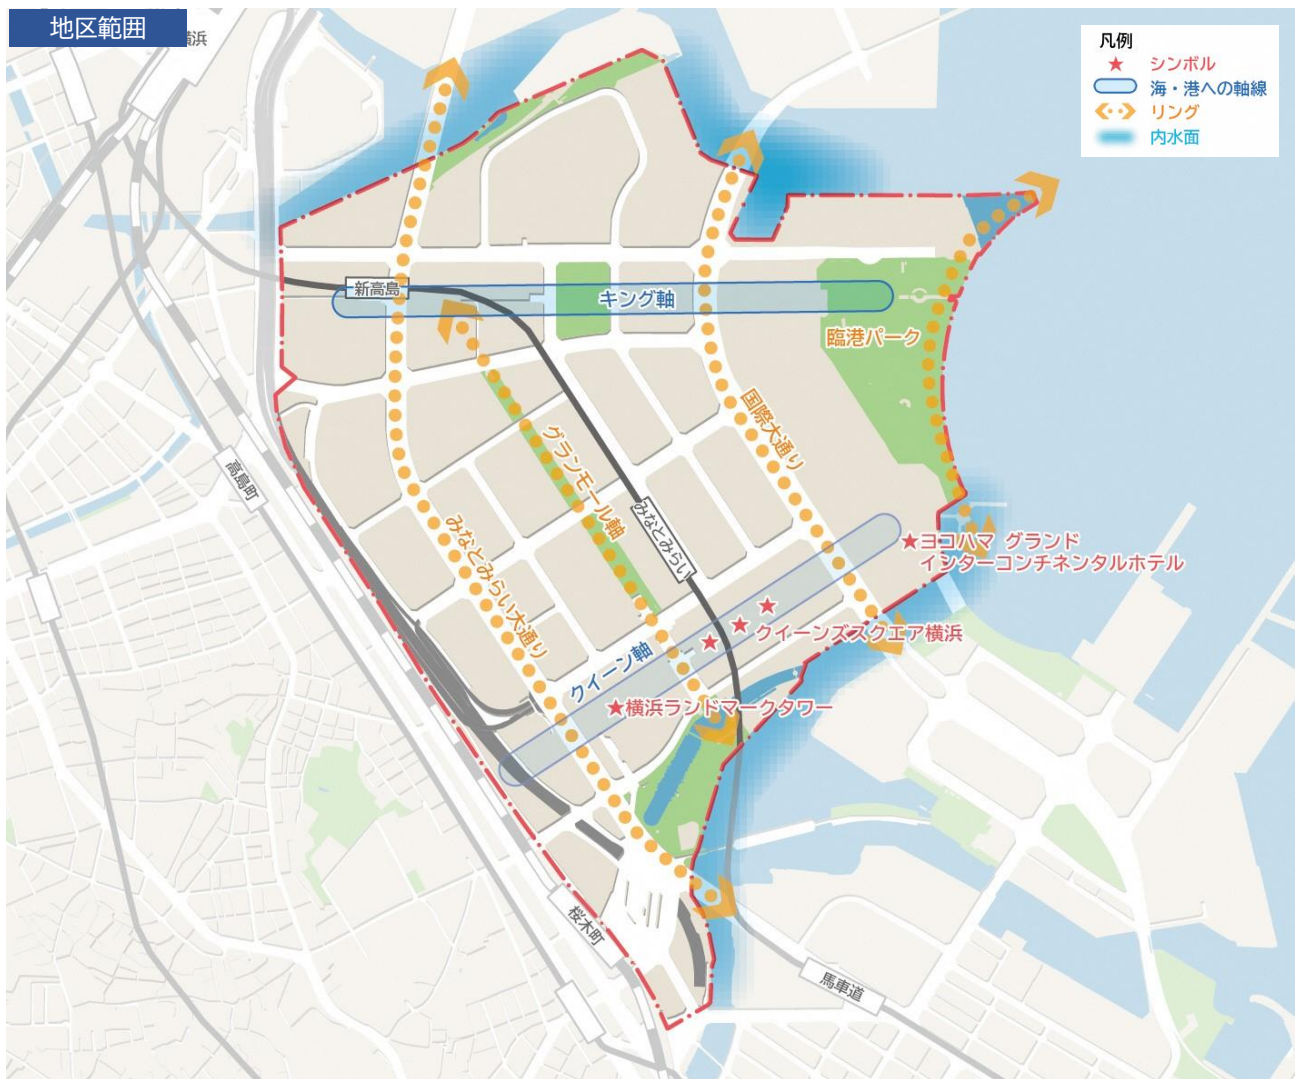 地区範囲
横浜
凡例
シンボル
海・港への軸線
リング
内水面
新高島
キング軸
臨港パーク
国際大通り
グランモール軸
高島町
みなとみらい
みなとみらい大通り
ヨコハマ グランド
インターコンチネンタルホテル
クイーンズスクエア横浜
クイーン軸
横浜ランドマークタワー
桜木町
馬車道